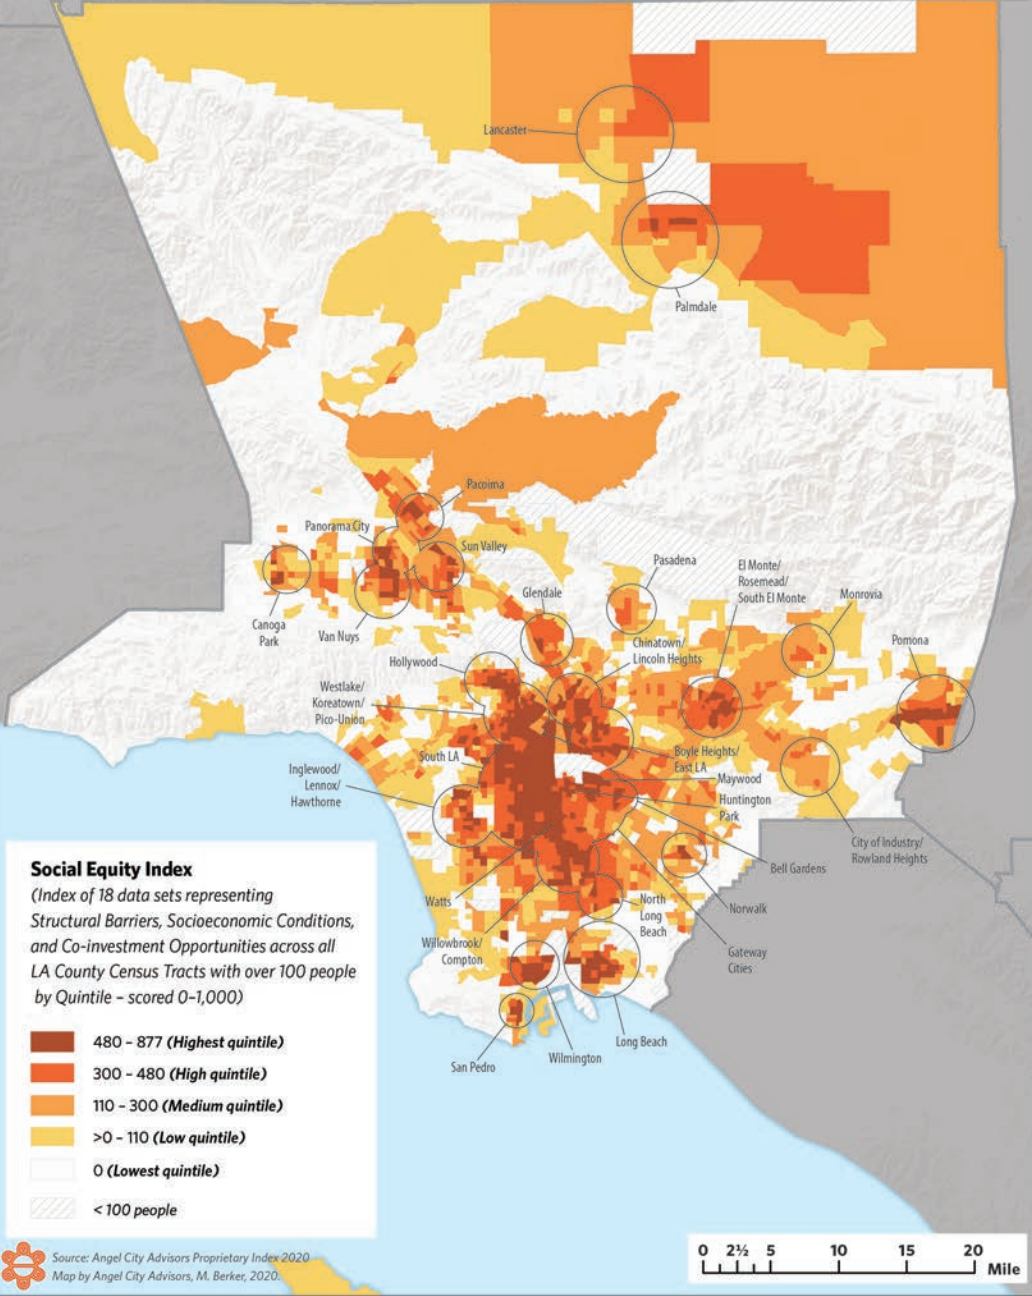 Lancaster
Palmdale
Pacoima
Panorama City
Sun Valley
Pasadena
El Monte/
Rosemead/
South El Monte
Monrovia
Glendale
Canoga
Park
Van Nuys
Chinatown/
Lincoln Heights
Pomona
Hollywood
Westlake/
Koreatown/
Pico-Union
South LA
Boyle Heights/
East LA
Inglewood/
Lennox/
Hawthorne
Maywood
Huntington
Park
City of Industry/
Rowland Heights
Bell Gardens
Watts
North
Long
Beach
Norwalk
Willowbrook/
Compton
Gateway
Cities
Long Beach
Wilmington
San Pedro
Social Equity Index
(Index of 18 data sets representing
Structural Barriers, Socioeconomic Conditions,
and Co-investment Opportunities across all
LA County Census Tracts with over 100 people
by Quintile – scored 0–1,000)
480 – 877 (Highest quintile)
300 – 480 (High quintile)
110 – 300 (Medium quintile)
>0 – 110 (Low quintile)
0 (Lowest quintile)
< 100 people
Source: Angel City Advisors Proprietary Index 2020
Map by Angel City Advisors, M. Berker, 2020.
0 2½ 5 10 15 20
Mile